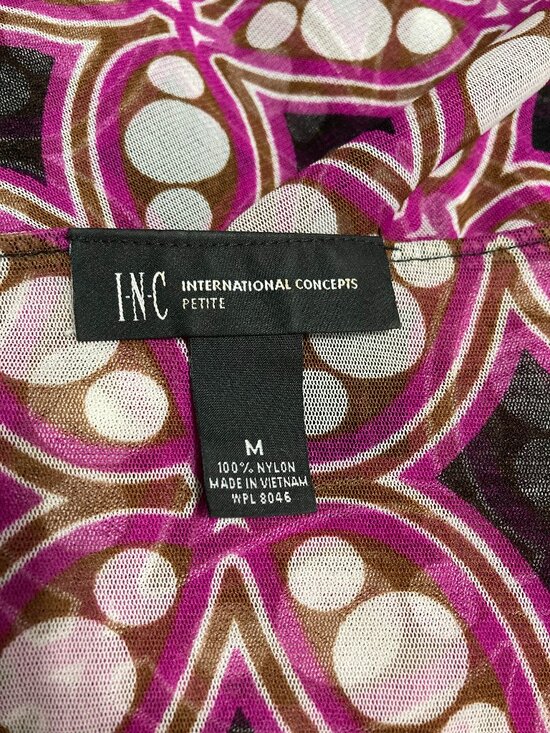 I·N·C INTERNATIONAL CONCEPTS
PETITE
M
100% NYLON
MADE IN VIETNAM
WPL 8046